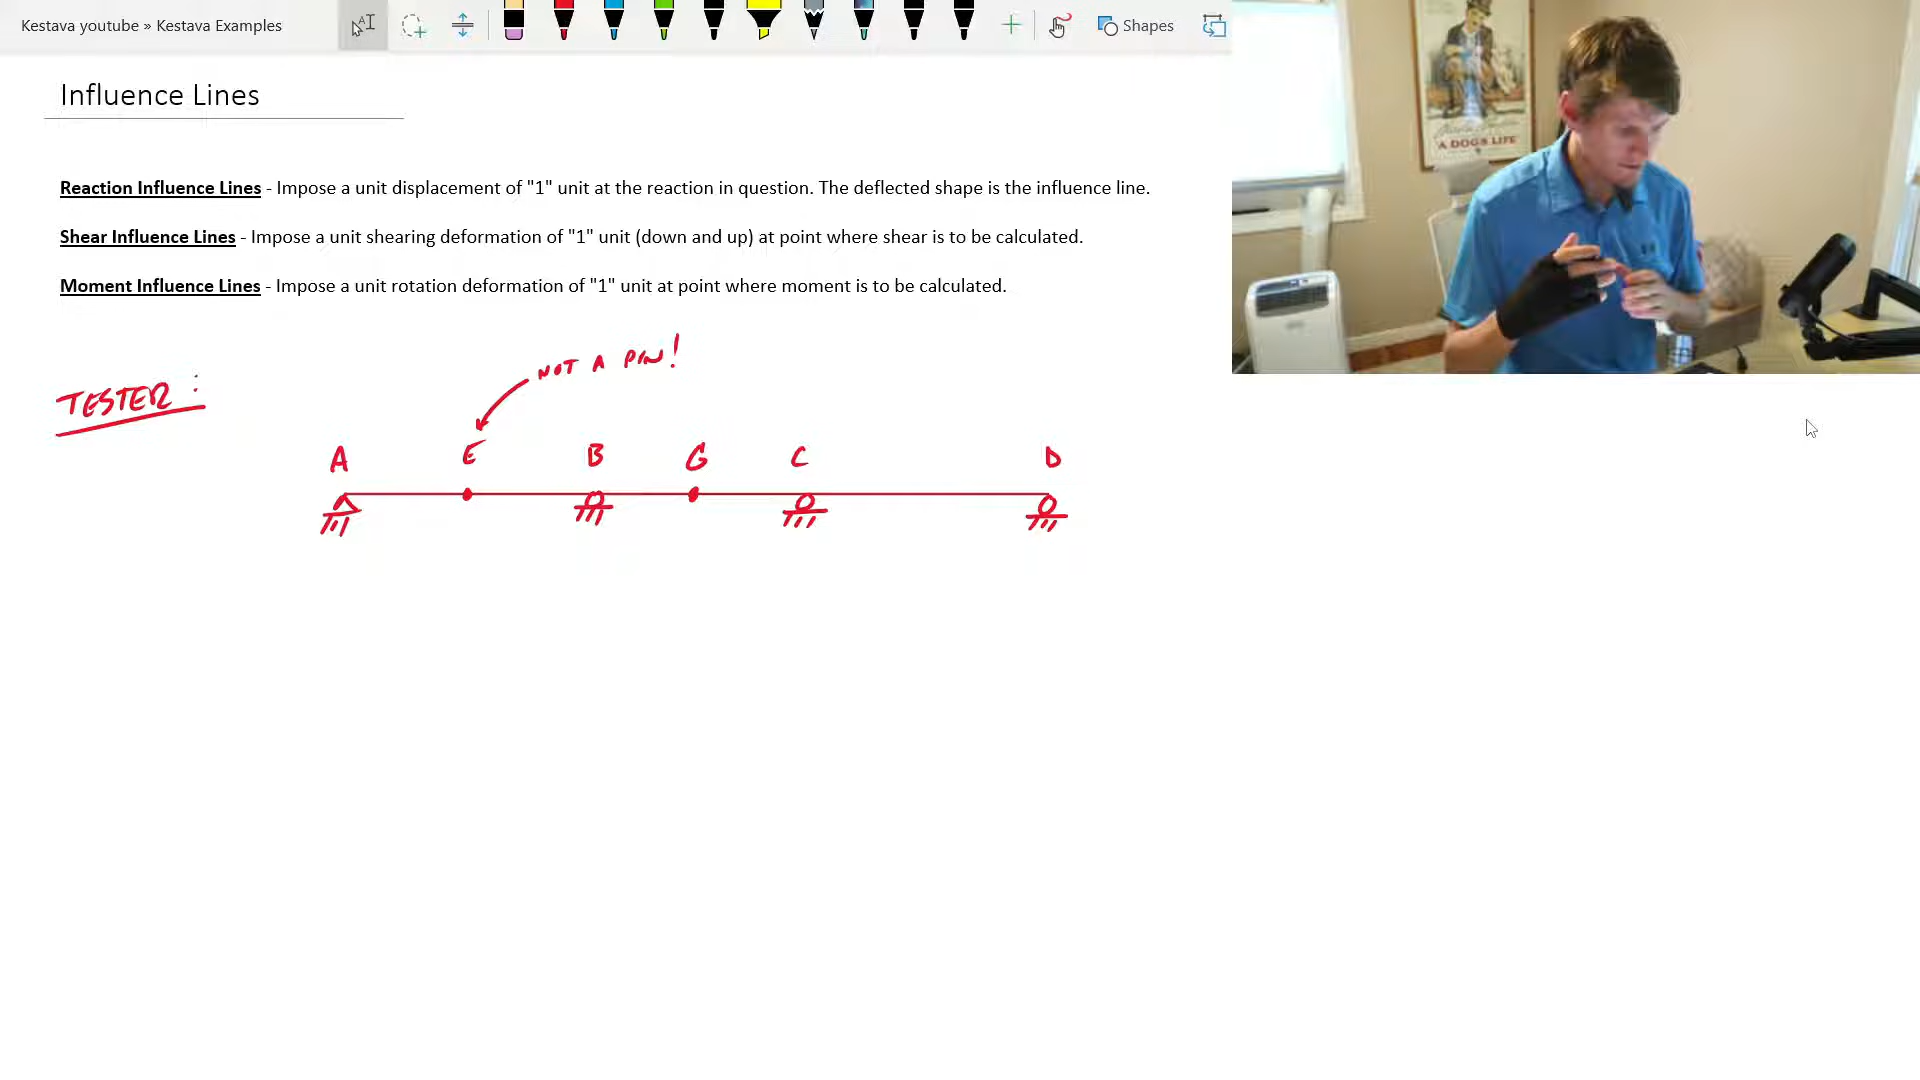 Kestava youtube » Kestava Examples
Shapes
Influence Lines
A DOGS LIFE
Reaction Influence Lines - Impose a unit displacement of "1" unit at the reaction in question. The deflected shape is the influence line.
Shear Influence Lines - Impose a unit shearing deformation of "1" unit (down and up) at point where shear is to be calculated.
Moment Influence Lines - Impose a unit rotation deformation of "1" unit at point where moment is to be calculated.
NOT A PIN!
TESTER:
A E B G C D